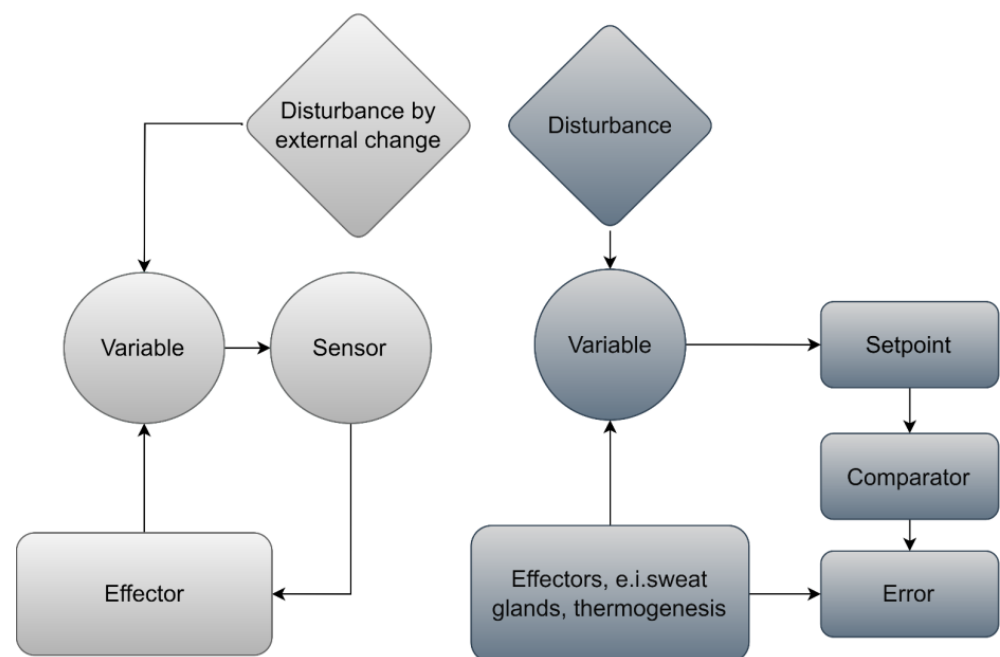 Disturbance by
external change
Variable
Sensor
Effector
Disturbance
Variable
Setpoint
Comparator
Effectors, e.i.sweat
glands, thermogenesis
Error